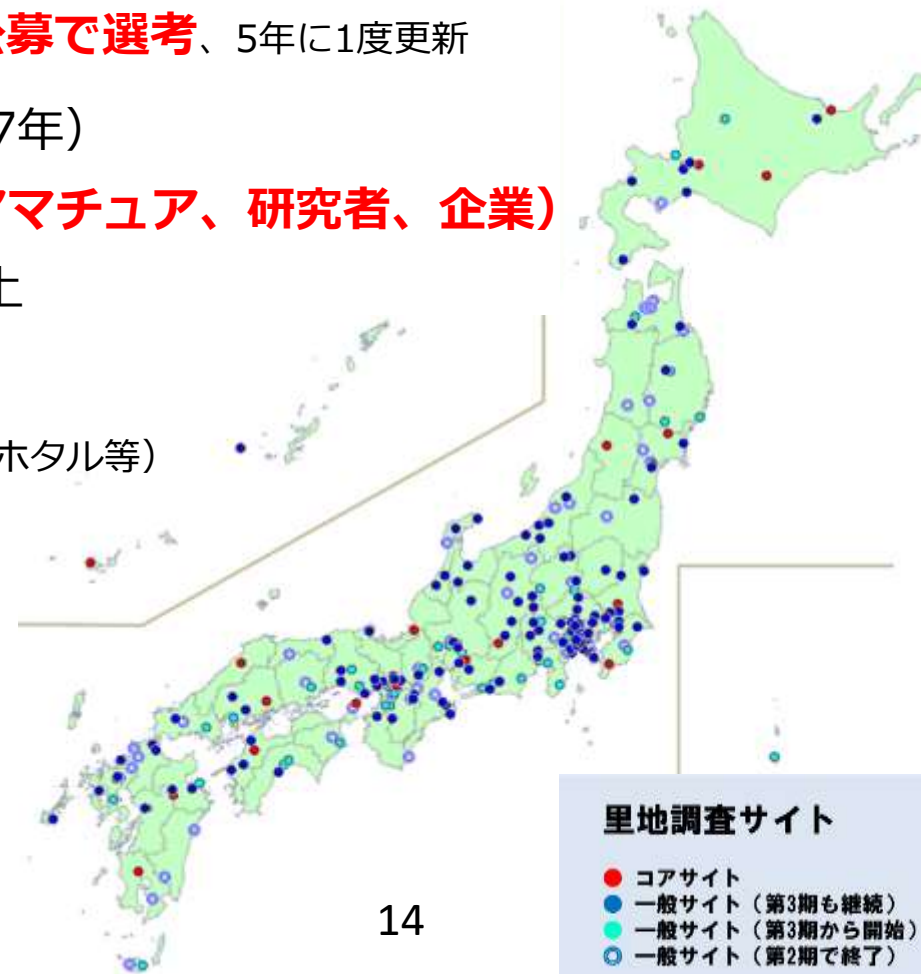 募で選考、5年に1度更新
7年）
マチュア、研究者、企業）
ホタル等）
里地調査サイト
コアサイト
一般サイト（第3期も継続）
一般サイト（第3期から開始）
一般サイト（第2期で終了）
14